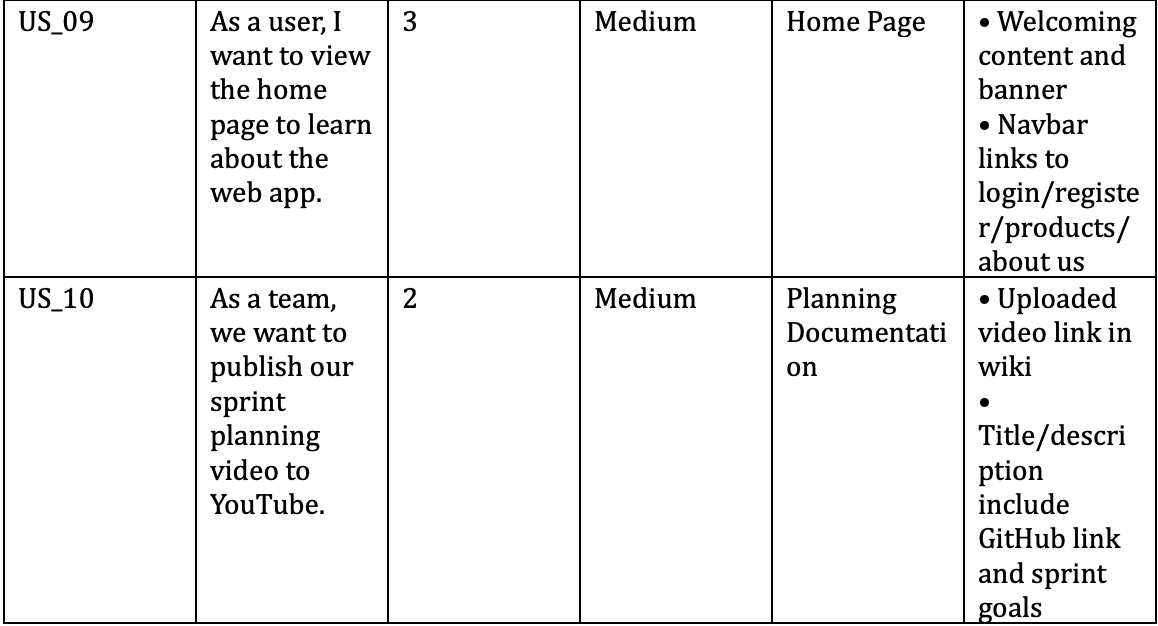 US_09
As a user, I
want to view
the home
page to learn
about the
web app.
3
Medium
Home Page
• Welcoming
content and
banner
• Navbar
links to
login/registe
r/products/
about us
US_10
As a team,
we want to
publish our
sprint
planning
video to
YouTube.
2
Medium
Planning
Documentati
on
• Uploaded
video link in
wiki
•
Title/descri
ption
include
GitHub link
and sprint
goals